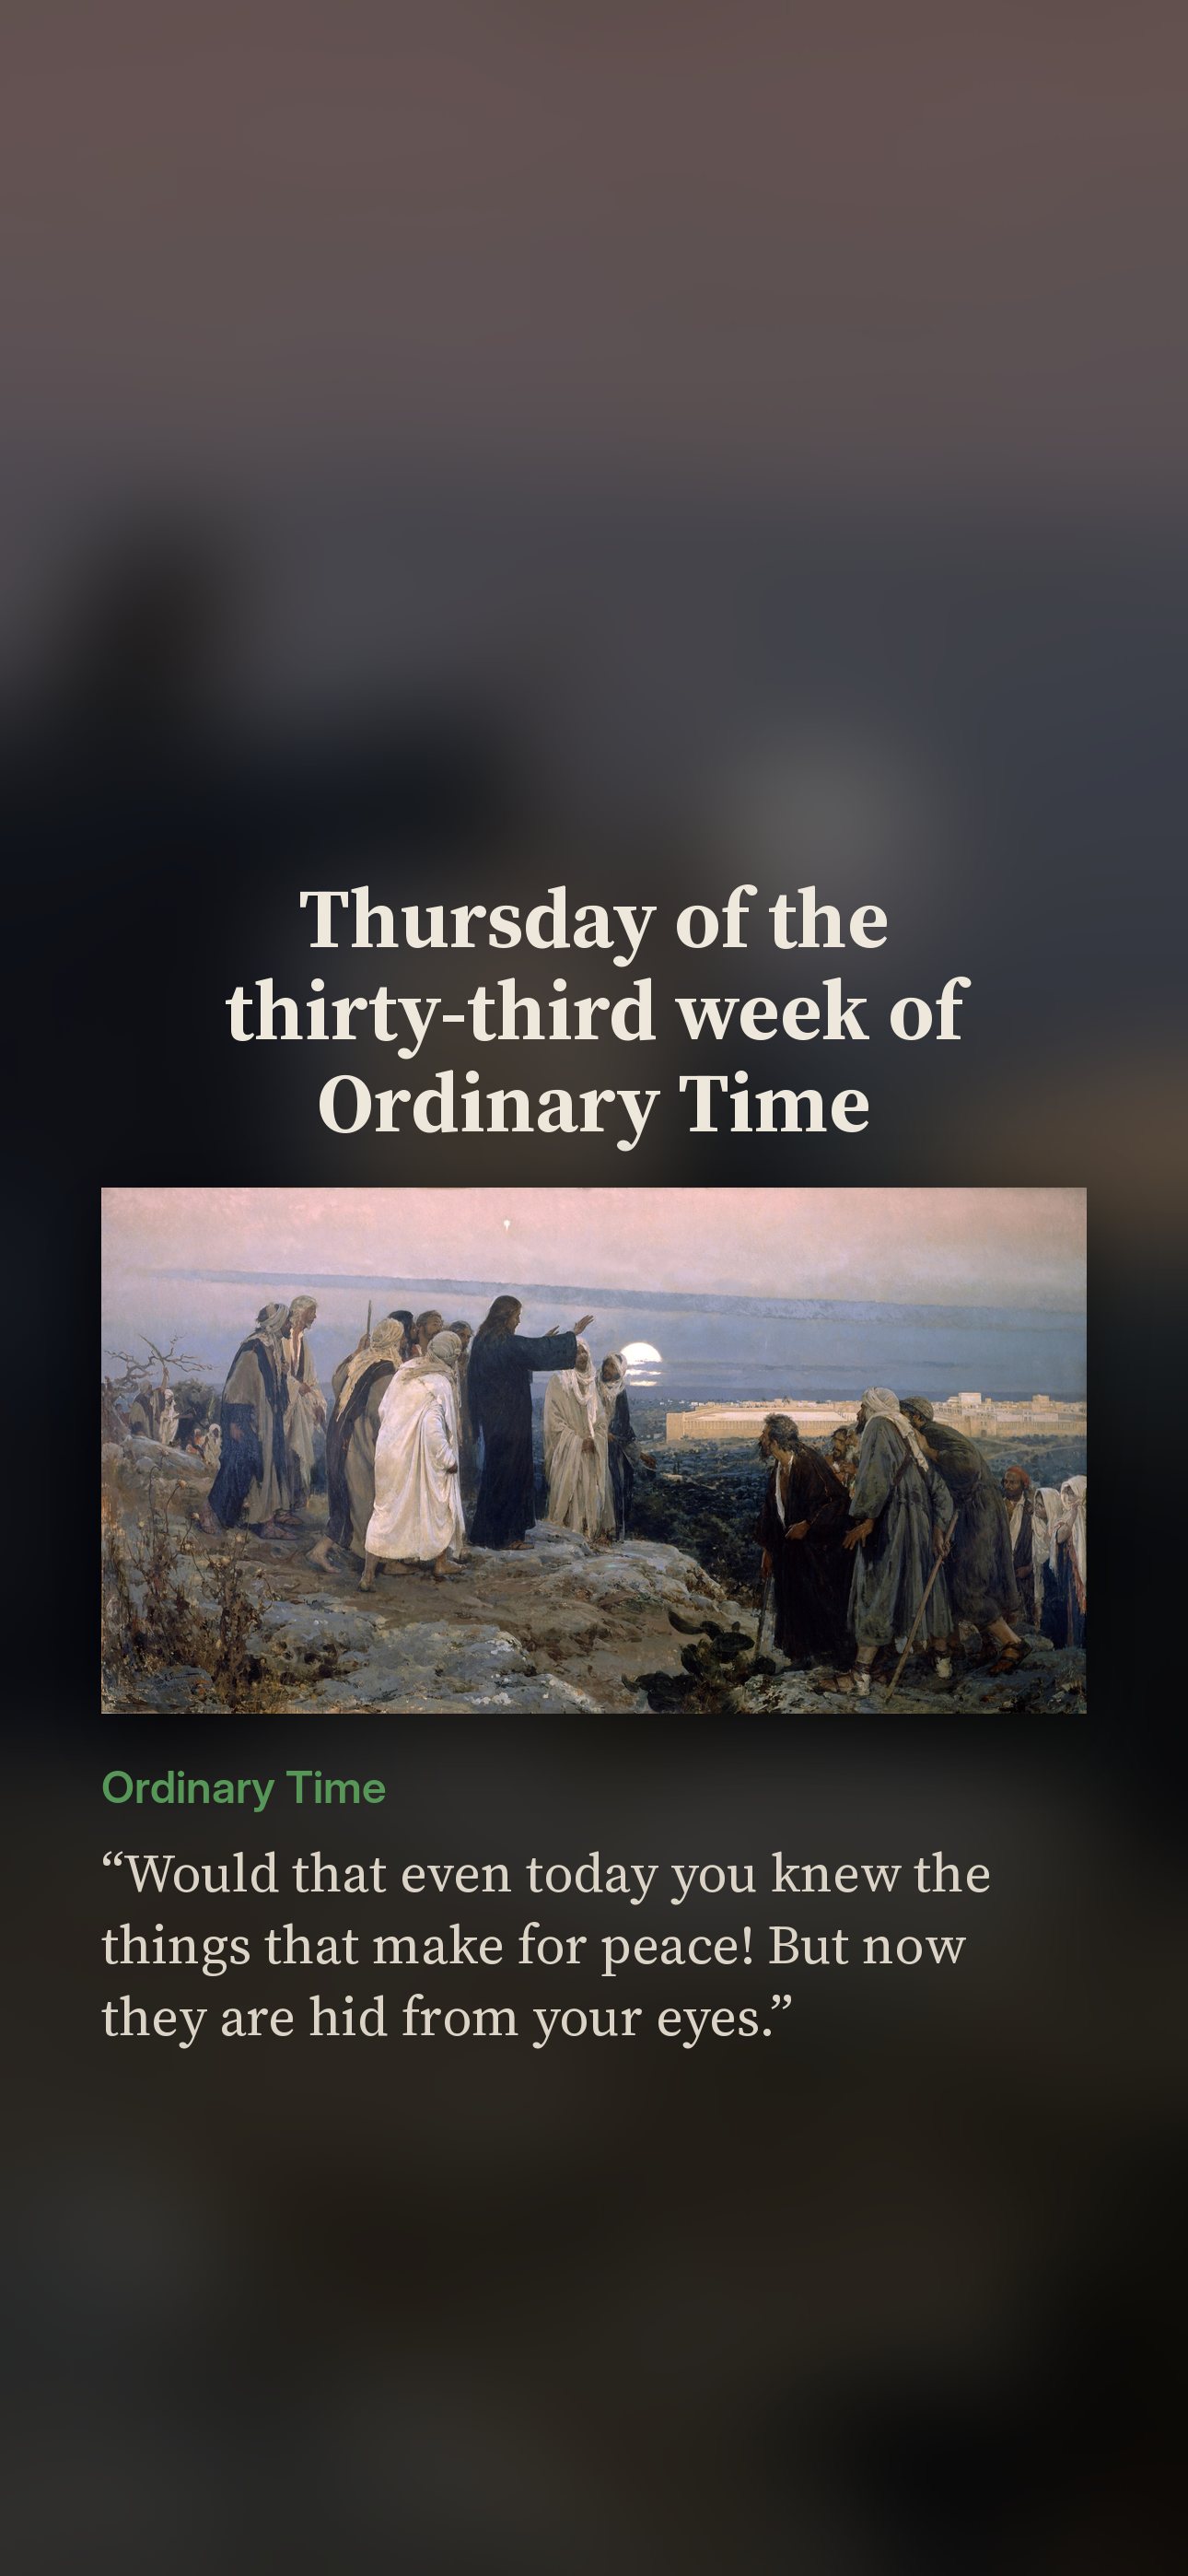 Thursday of the
thirty-third week of
Ordinary Time
Ordinary Time
“Would that even today you knew the
things that make for peace! But now
they are hid from your eyes.”